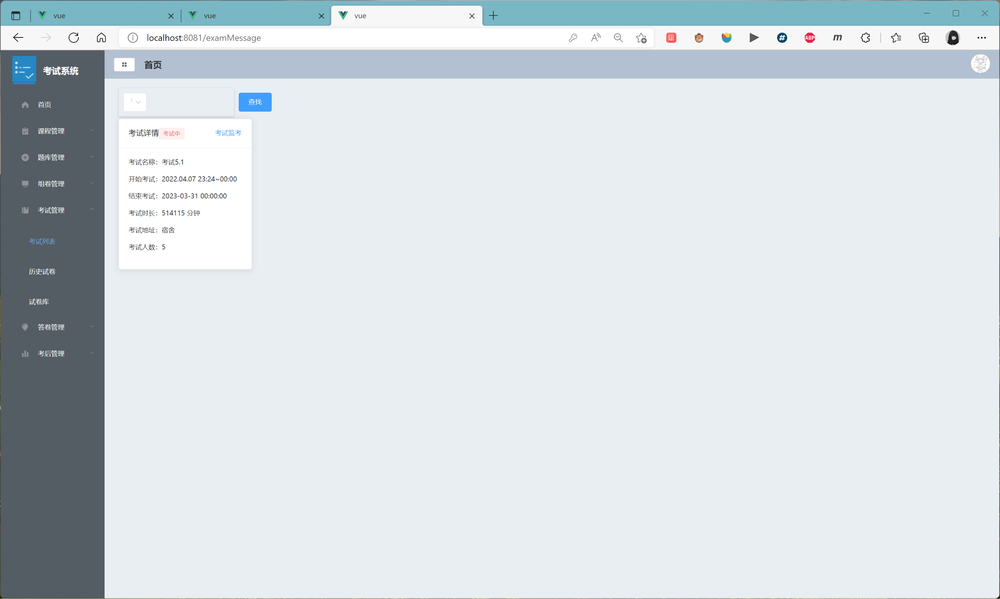 vue
vue
vue
localhost:8081/examMessage
惠
#
ABP
m
考试系统
首页
首页
课程管理
题库管理
组卷管理
考试管理
考试列表
历史试卷
试卷库
答卷管理
考后管理
查找
考试详情 考试中 考试监考
考试名称：考试5.1
开始考试：2022.04.07 23:24~00:00
结束考试：2023-03-31 00:00:00
考试时长：514115 分钟
考试地址：宿舍
考试人数：5